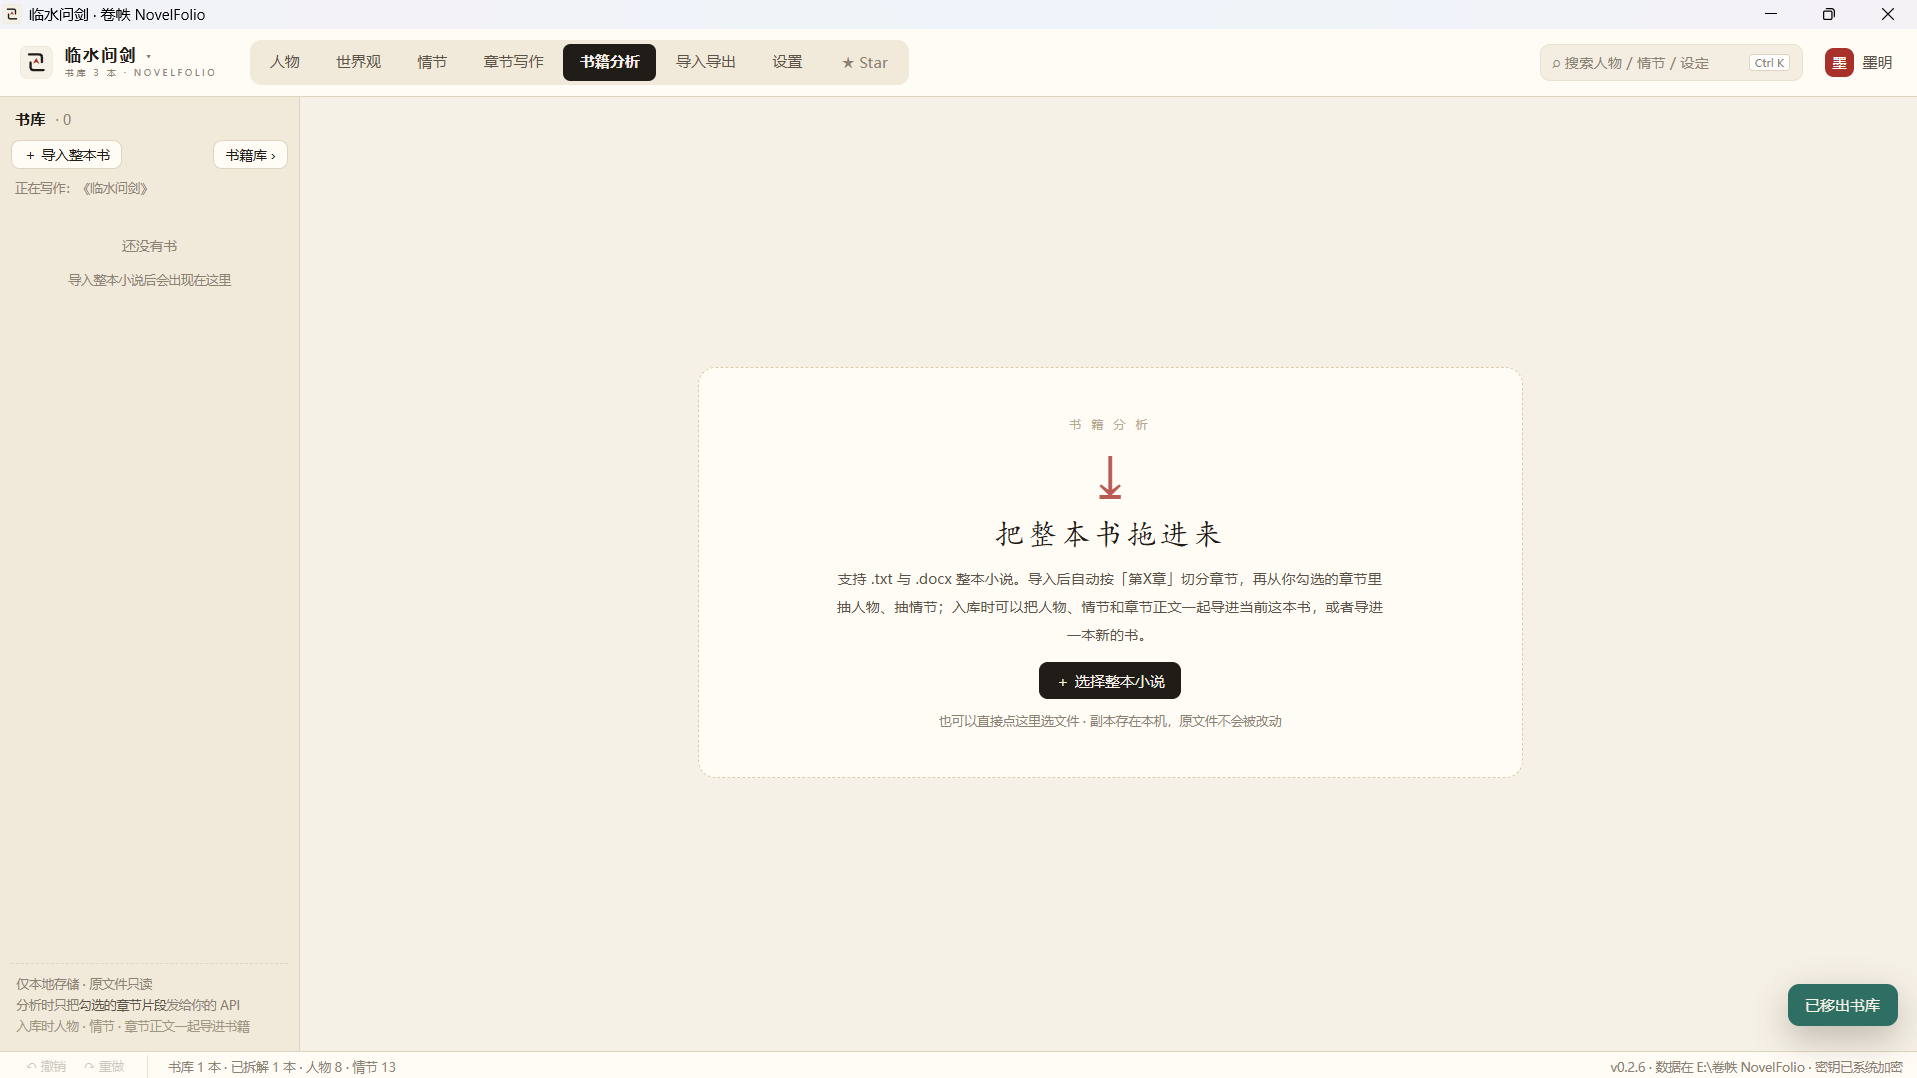 临水问剑 · 卷帙 NovelFolio
临水问剑
书库 3 本 · NOVELFOLIO
人物 世界观 情节 章节写作 书籍分析 导入导出 设置 ★ Star
搜索人物 / 情节 / 设定 Ctrl K
墨 墨明
书库 · 0
+ 导入整本书 书籍库 ›
正在写作：《临水问剑》
还没有书
导入整本小说后会出现在这里
书籍分析
把整本书拖进来
支持 .txt 与 .docx 整本小说。导入后自动按「第X章」切分章节，再从你勾选的章节里
抽人物、抽情节；入库时可以把人物、情节和章节正文一起导进当前这本书，或者导进
一本新的书。
+ 选择整本小说
也可以直接点这里选文件 · 副本存在本机，原文件不会被改动
仅本地存储 · 原文件只读
分析时只把勾选的章节片段发给你的 API
入库时人物 · 情节 · 章节正文一起导进书籍
已移出书库
↶ 撤销 ↷ 重做 书库 1 本 · 已拆解 1 本 · 人物 8 · 情节 13
v0.2.6 · 数据在 E:\卷帙 NovelFolio · 密钥已系统加密